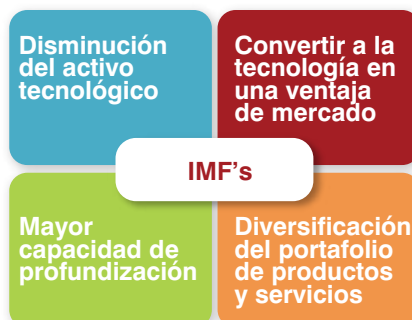 Disminución
del activo
tecnológico
Convertir a la
tecnología en
una ventaja
de mercado
IMF's
Mayor
capacidad de
profundización
Diversificación
del portafolio
de productos
y servicios